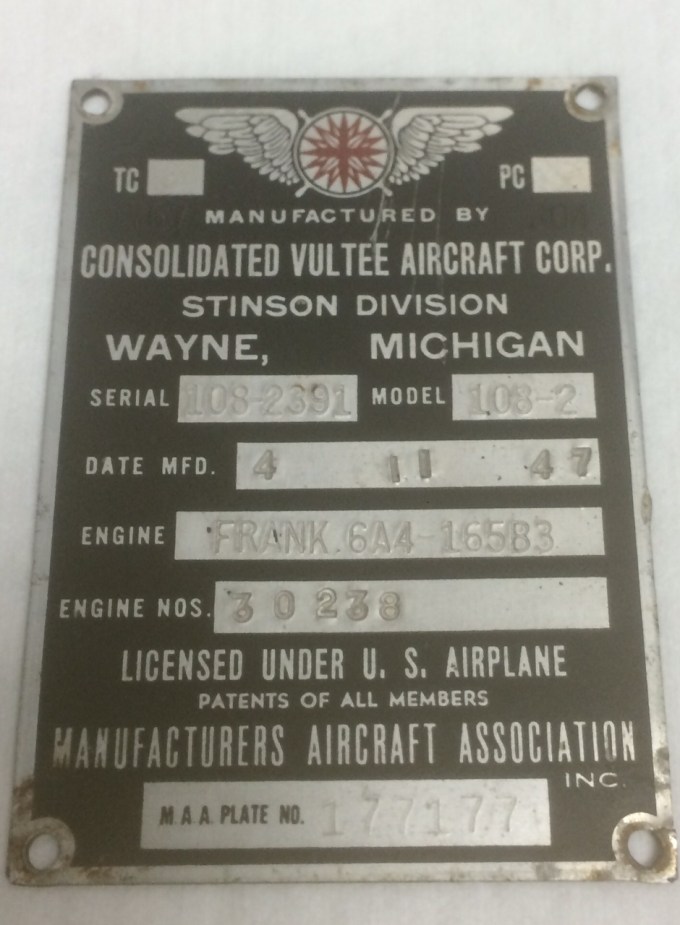 TC PC
MANUFACTURED BY
CONSOLIDATED VULTEE AIRCRAFT CORP.
STINSON DIVISION
WAYNE, MICHIGAN
SERIAL 108-2391 MODEL 108-2
DATE MFD. 4 11 47
ENGINE FRANK.6A4-165B3
ENGINE NOS. 30238
LICENSED UNDER U. S. AIRPLANE
PATENTS OF ALL MEMBERS
MANUFACTURERS AIRCRAFT ASSOCIATION
INC.
M.A.A. PLATE NO. 177177